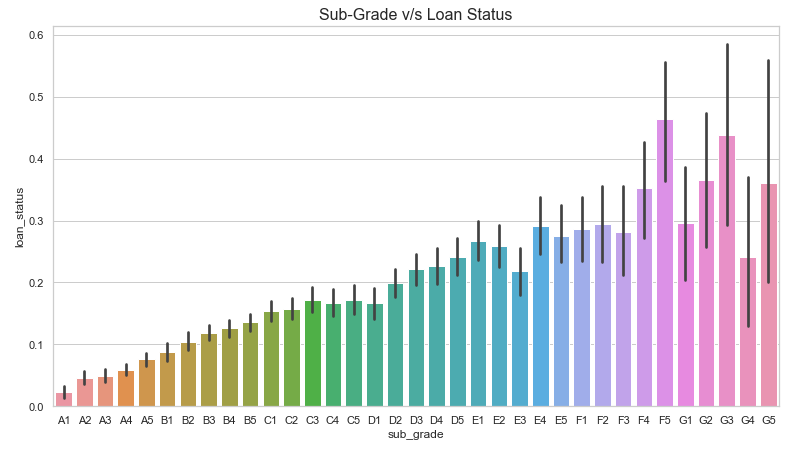 Sub-Grade v/s Loan Status
loan_status
0.6
0.5
0.4
0.3
0.2
0.1
0.0
A1 A2 A3 A4 A5 B1 B2 B3 B4 B5 C1 C2 C3 C4 C5 D1 D2 D3 D4 D5 E1 E2 E3 E4 E5 F1 F2 F3 F4 F5 G1 G2 G3 G4 G5
sub_grade